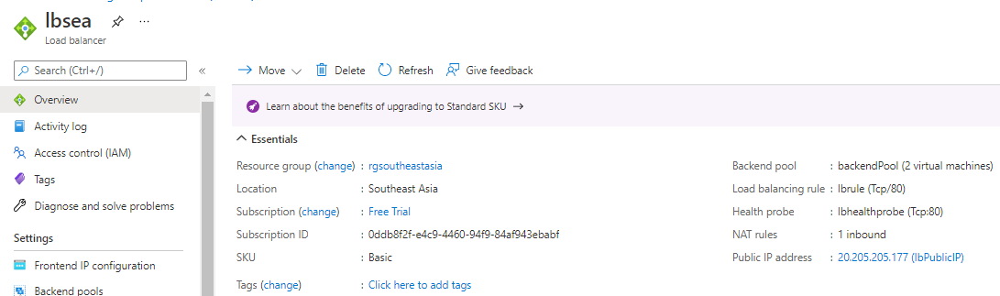 lbsea
Load balancer
Search (Ctrl+/)
Overview
Activity log
Access control (IAM)
Tags
Diagnose and solve problems
Settings
Frontend IP configuration
Backend pools
Move
Delete
Refresh
Give feedback
Learn about the benefits of upgrading to Standard SKU
Essentials
Resource group (change) : rgsoutheastasia
Location : Southeast Asia
Subscription (change) : Free Trial
Subscription ID : 0ddb8f2f-e4c9-4460-94f9-84af943ebabf
SKU : Basic
Tags (change) : Click here to add tags
Backend pool : backendPool (2 virtual machines)
Load balancing rule : lbrule (Tcp/80)
Health probe : lbhealthprobe (Tcp:80)
NAT rules : 1 inbound
Public IP address : 20.205.205.177 (lbPublicIP)